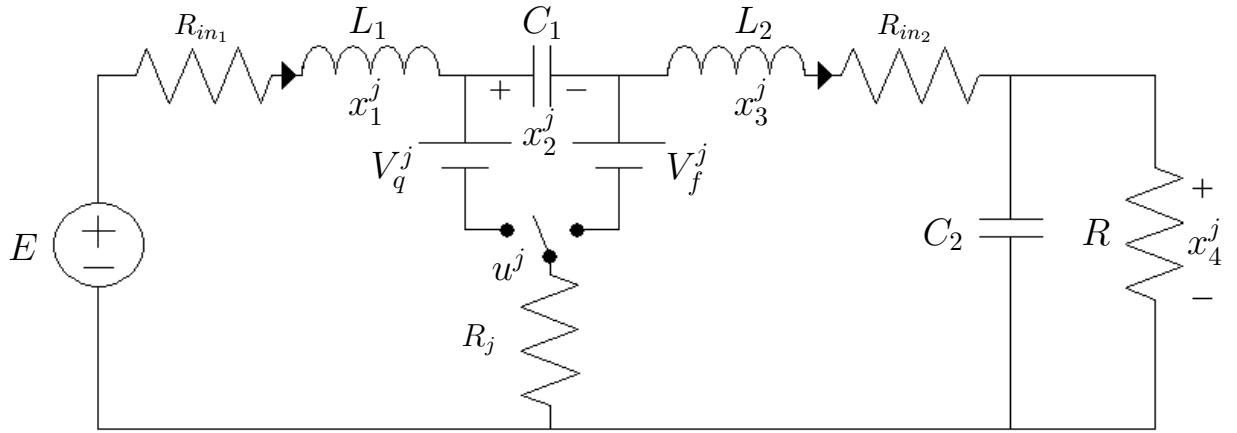 R_{in_1} L_1 C_1 L_2 R_{in_2}
+ −
x_1^j x_2^j x_3^j
V_q^j V_f^j
E + − u^j C_2 R + x_4^j −
R_j